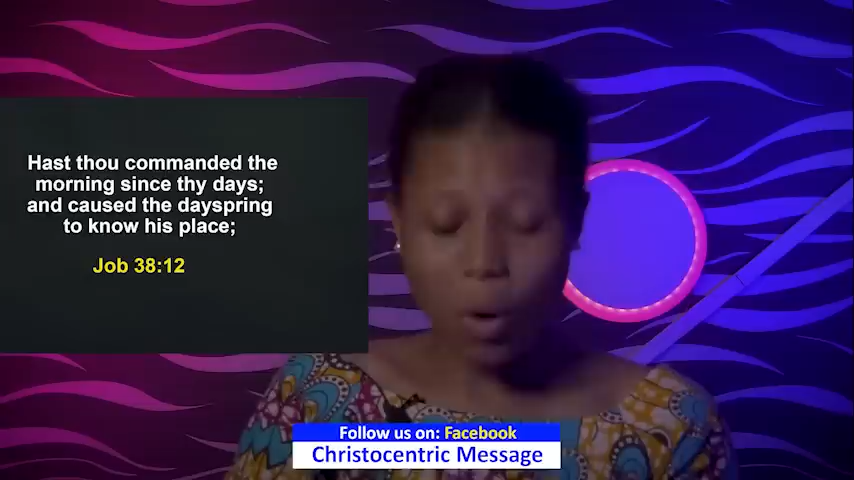 Hast thou commanded the
morning since thy days;
and caused the dayspring
to know his place;
Job 38:12
Follow us on: Facebook
Christocentric Message